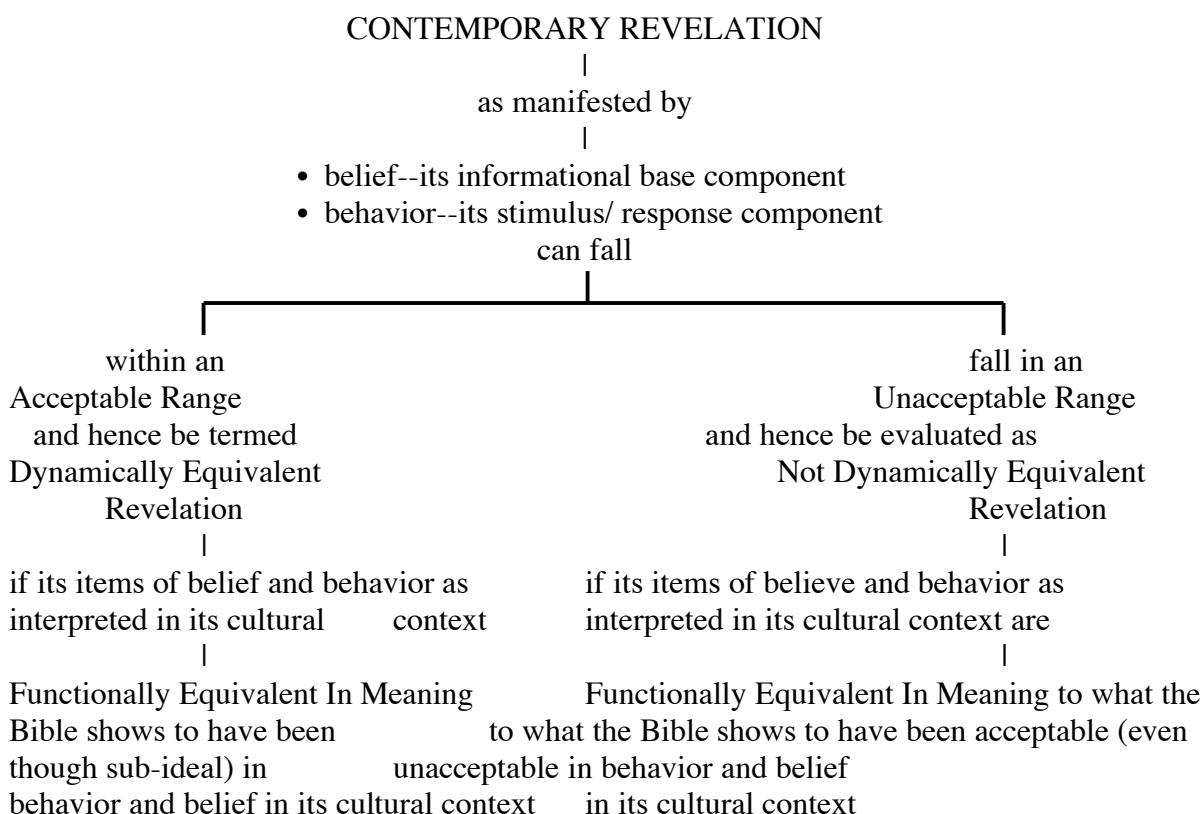 CONTEMPORARY REVELATION
as manifested by
• belief--its informational base component
• behavior--its stimulus/ response component
can fall
within an fall in an
Acceptable Range Unacceptable Range
and hence be termed and hence be evaluated as
Dynamically Equivalent Not Dynamically Equivalent
Revelation Revelation
if its items of belief and behavior as if its items of believe and behavior as
interpreted in its cultural context interpreted in its cultural context are
Functionally Equivalent In Meaning Functionally Equivalent In Meaning to what the
Bible shows to have been to what the Bible shows to have been acceptable (even
though sub-ideal) in unacceptable in behavior and belief
behavior and belief in its cultural context in its cultural context